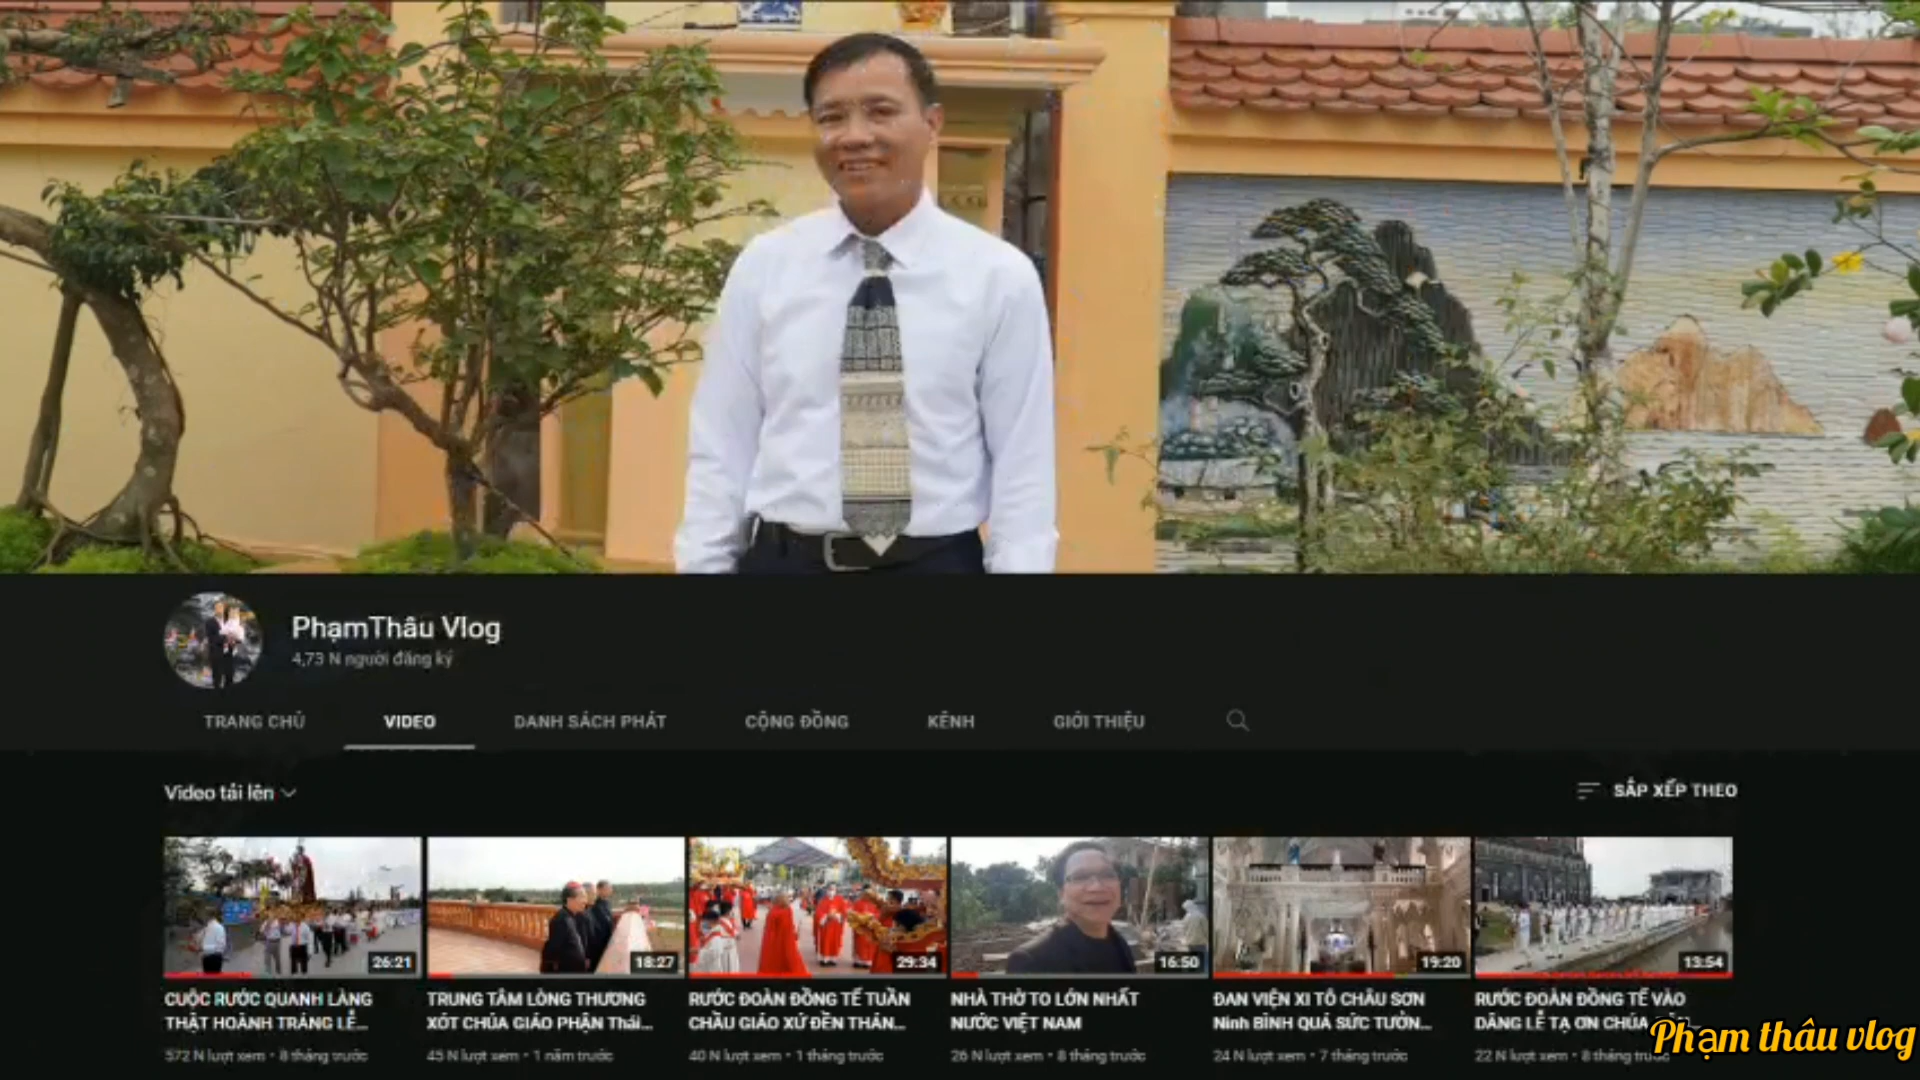 PhạmThâu Vlog
4,73 N người đăng ký
TRANG CHỦ VIDEO DANH SÁCH PHÁT CỘNG ĐỒNG KÊNH GIỚI THIỆU
Video tải lên
SẮP XẾP THEO
26:21 18:27 29:34 16:50 19:20 13:54
CUỘC RƯỚC QUANH LÀNG
THẬT HOÀNH TRÁNG LỄ...
572 N lượt xem • 8 tháng trước
TRUNG TÂM LÒNG THƯƠNG
XÓT CHÚA GIÁO PHẬN Thái...
45 N lượt xem • 1 năm trước
RƯỚC ĐOÀN ĐỒNG TẾ TUẦN
CHẦU GIÁO XỨ ĐỀN THÁN...
40 N lượt xem • 1 tháng trước
NHÀ THỜ TO LỚN NHẤT
NƯỚC VIỆT NAM
26 N lượt xem • 8 tháng trước
ĐAN VIỆN XI TÔ CHÂU SƠN
Ninh BÌNH QUÁ SỨC TƯỞN...
24 N lượt xem • 7 tháng trước
RƯỚC ĐOÀN ĐỒNG TẾ VÀO
DÂNG LỄ TẠ ƠN CHÚA
22 N lượt xem • 8 tháng trước
Phạm thâu vlog